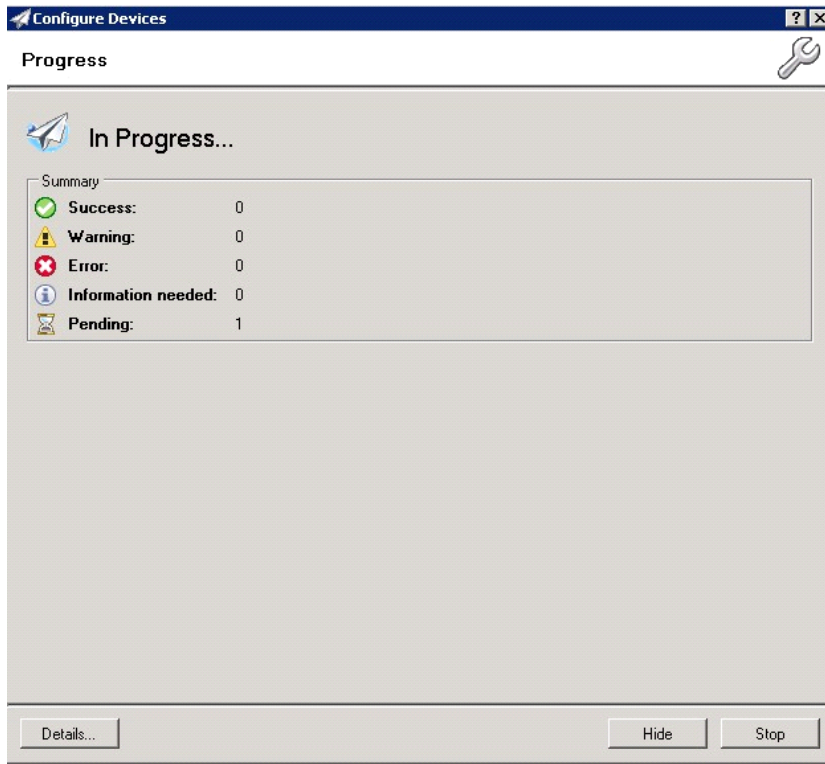 Configure Devices
Progress
In Progress...
Summary
Success: 0
Warning: 0
Error: 0
Information needed: 0
Pending: 1
Details... Hide Stop